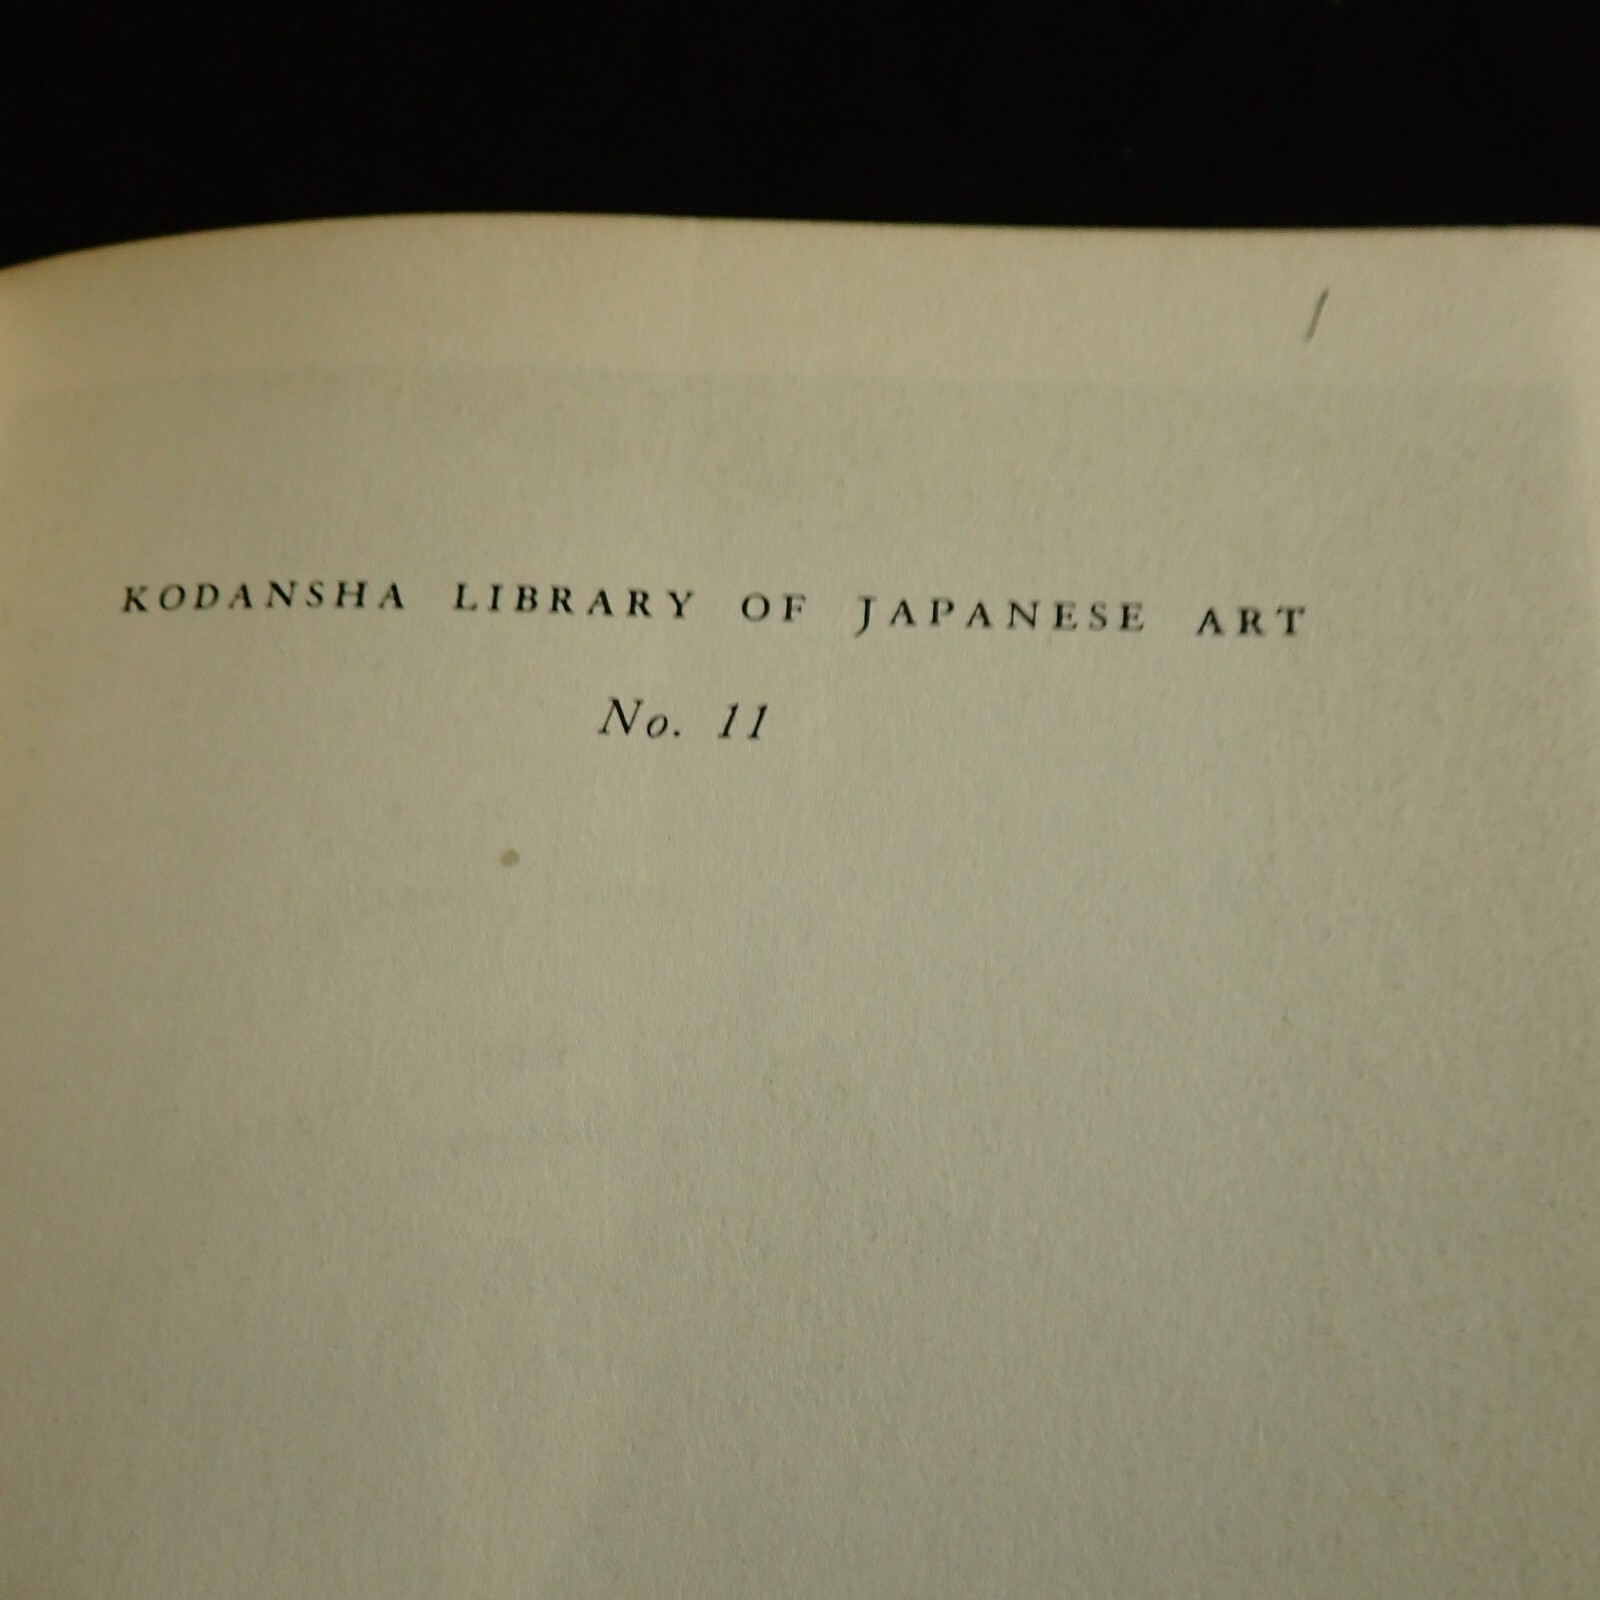 KODANSHA LIBRARY OF JAPANESE ART
No. 11